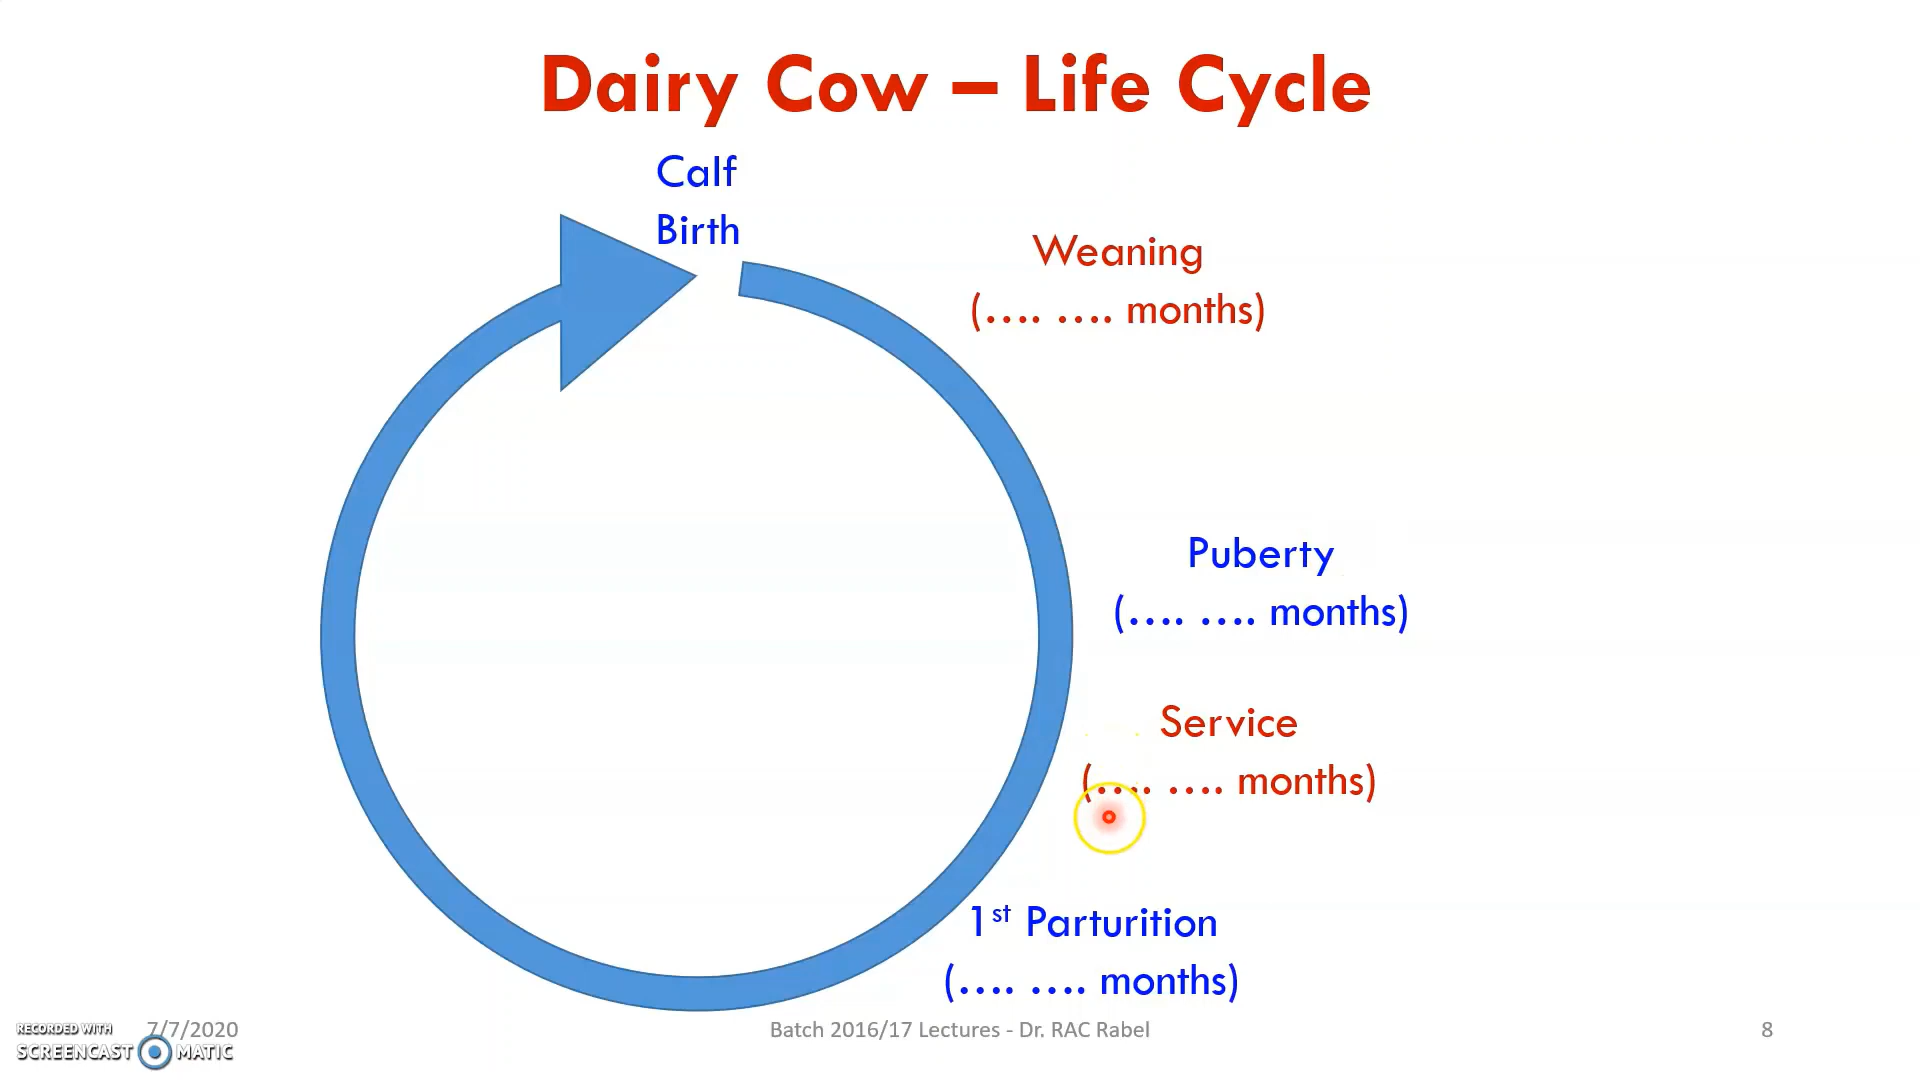 Dairy Cow – Life Cycle
Calf
Birth
Weaning
(…. …. months)
Puberty
(…. …. months)
Service
(…. …. months)
1st Parturition
(…. …. months)
RECORDED WITH
SCREENCAST MATIC
7/7/2020
Batch 2016/17 Lectures - Dr. RAC Rabel
8